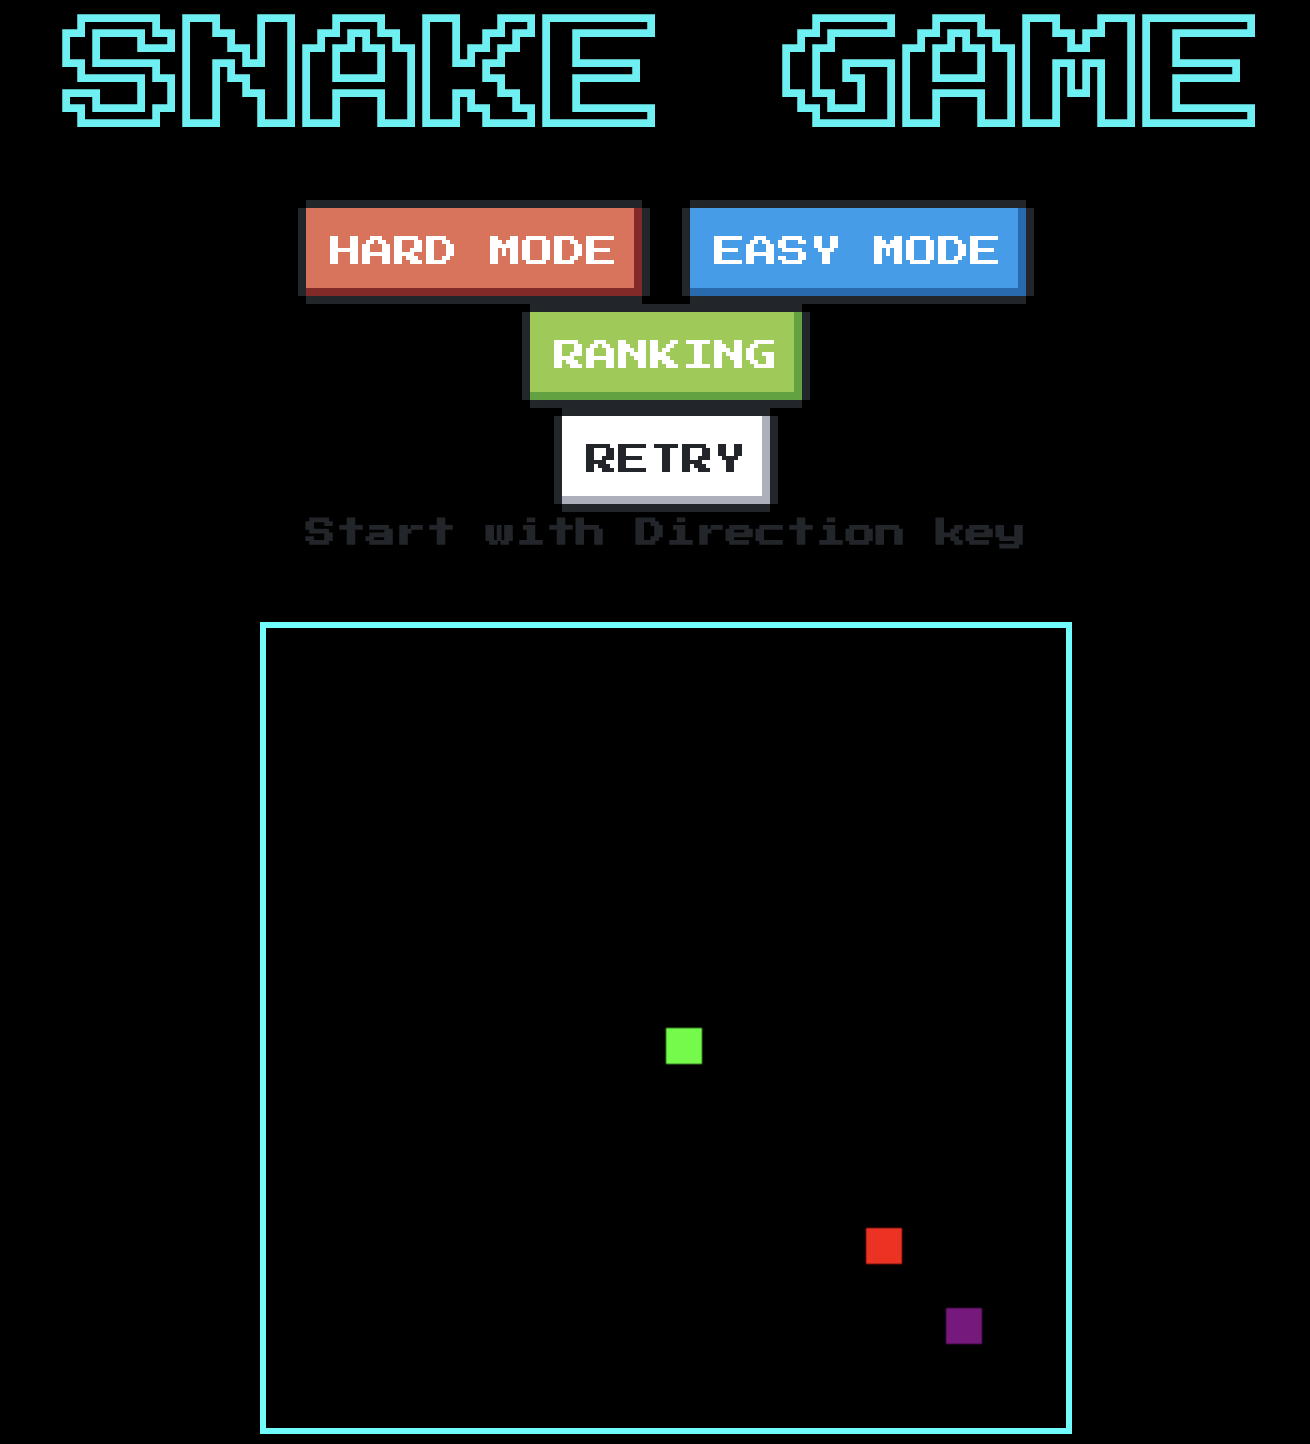 SNAKE GAME
HARD MODE EASY MODE
RANKING
RETRY
Start with Direction key